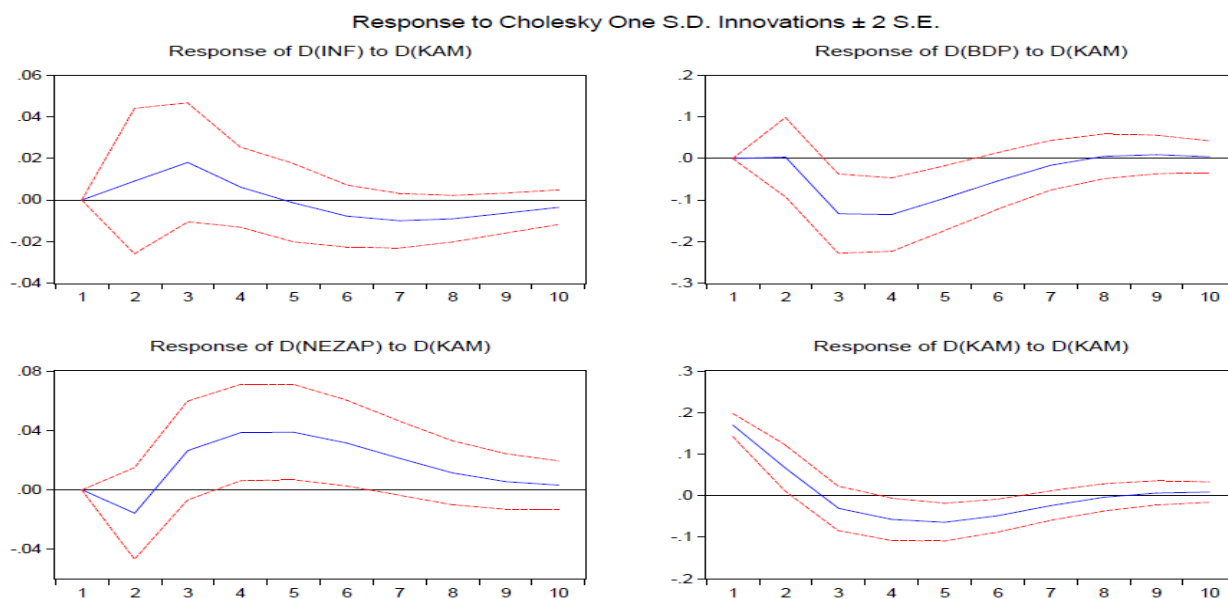 Response to Cholesky One S.D. Innovations ± 2 S.E.
Response of D(INF) to D(KAM)
.06
.04
.02
.00
-.02
-.04
1 2 3 4 5 6 7 8 9 10
Response of D(BDP) to D(KAM)
.2
.1
.0
-.1
-.2
-.3
1 2 3 4 5 6 7 8 9 10
Response of D(NEZAP) to D(KAM)
.08
.04
.00
-.04
1 2 3 4 5 6 7 8 9 10
Response of D(KAM) to D(KAM)
.3
.2
.1
.0
-.1
-.2
1 2 3 4 5 6 7 8 9 10